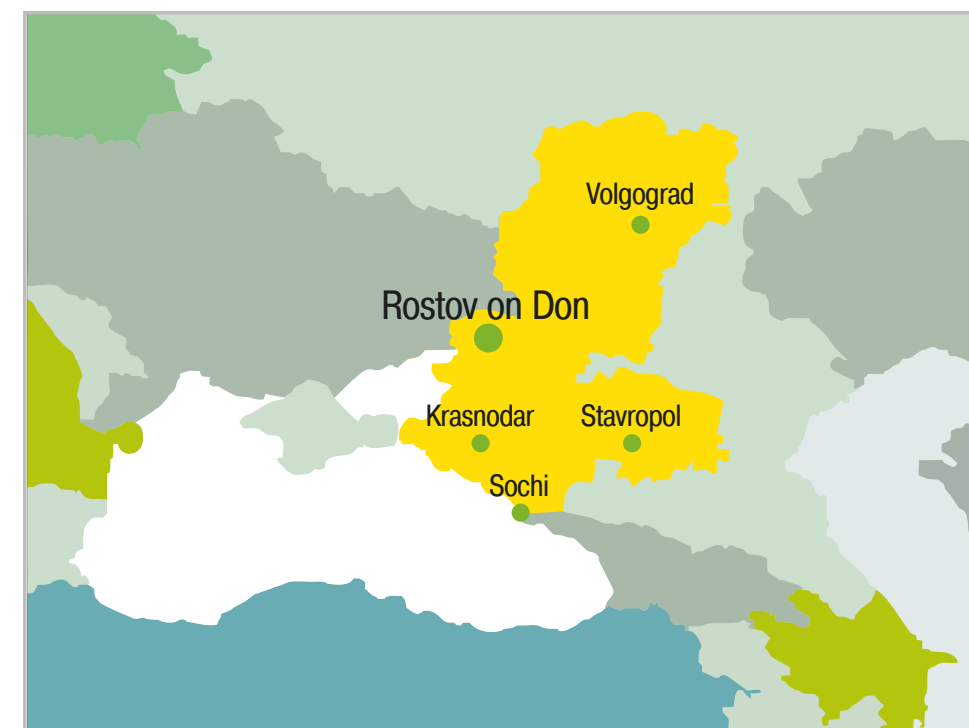 Volgograd
Rostov on Don
Krasnodar
Stavropol
Sochi